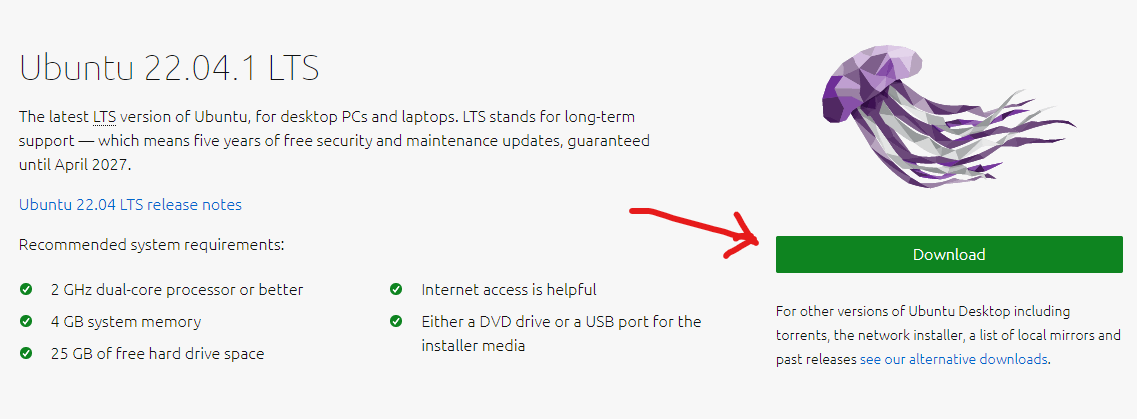 Ubuntu 22.04.1 LTS
The latest LTS version of Ubuntu, for desktop PCs and laptops. LTS stands for long-term
support — which means five years of free security and maintenance updates, guaranteed
until April 2027.
Ubuntu 22.04 LTS release notes
Recommended system requirements:
2 GHz dual-core processor or better
4 GB system memory
25 GB of free hard drive space
Internet access is helpful
Either a DVD drive or a USB port for the
installer media
Download
For other versions of Ubuntu Desktop including
torrents, the network installer, a list of local mirrors and
past releases see our alternative downloads.